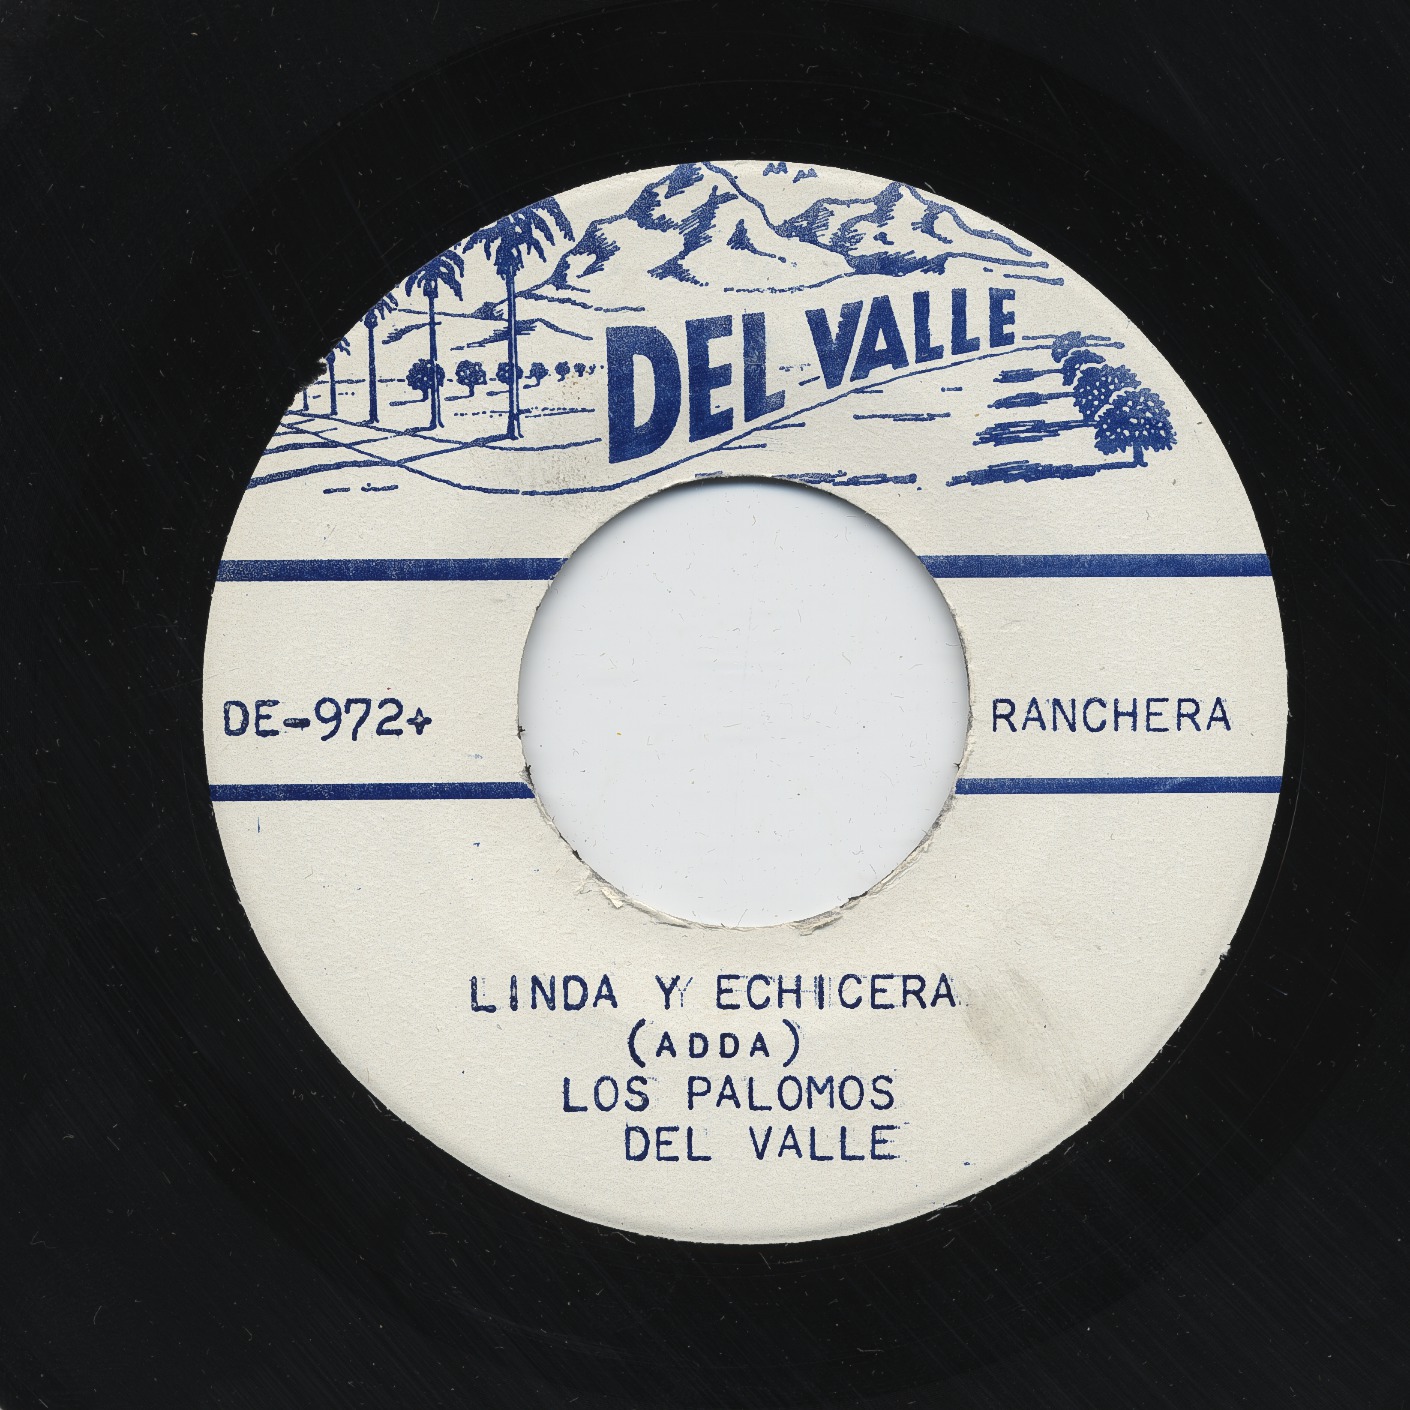 DEL VALLE
DE-972+
RANCHERA
LINDA Y ECHICERA
(ADDA)
LOS PALOMOS
DEL VALLE